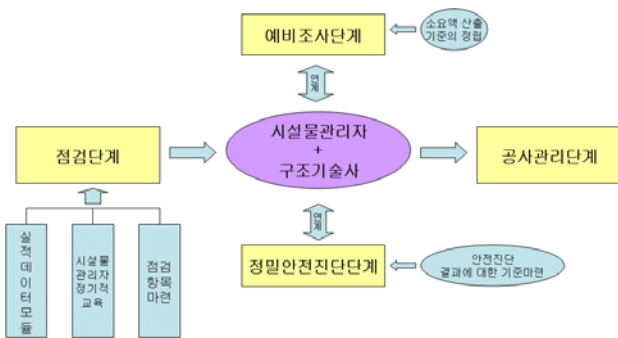 예비조사단계
소요액 산출
기준의 정립
연계
시설물관리자
+
구조기술사
점검단계
공사관리단계
연계
정밀안전진단단계
안전진단
결과에 대한 기준마련
실적데이터모듈
시설물
관리자
정기적
교육
점검
항목
마련